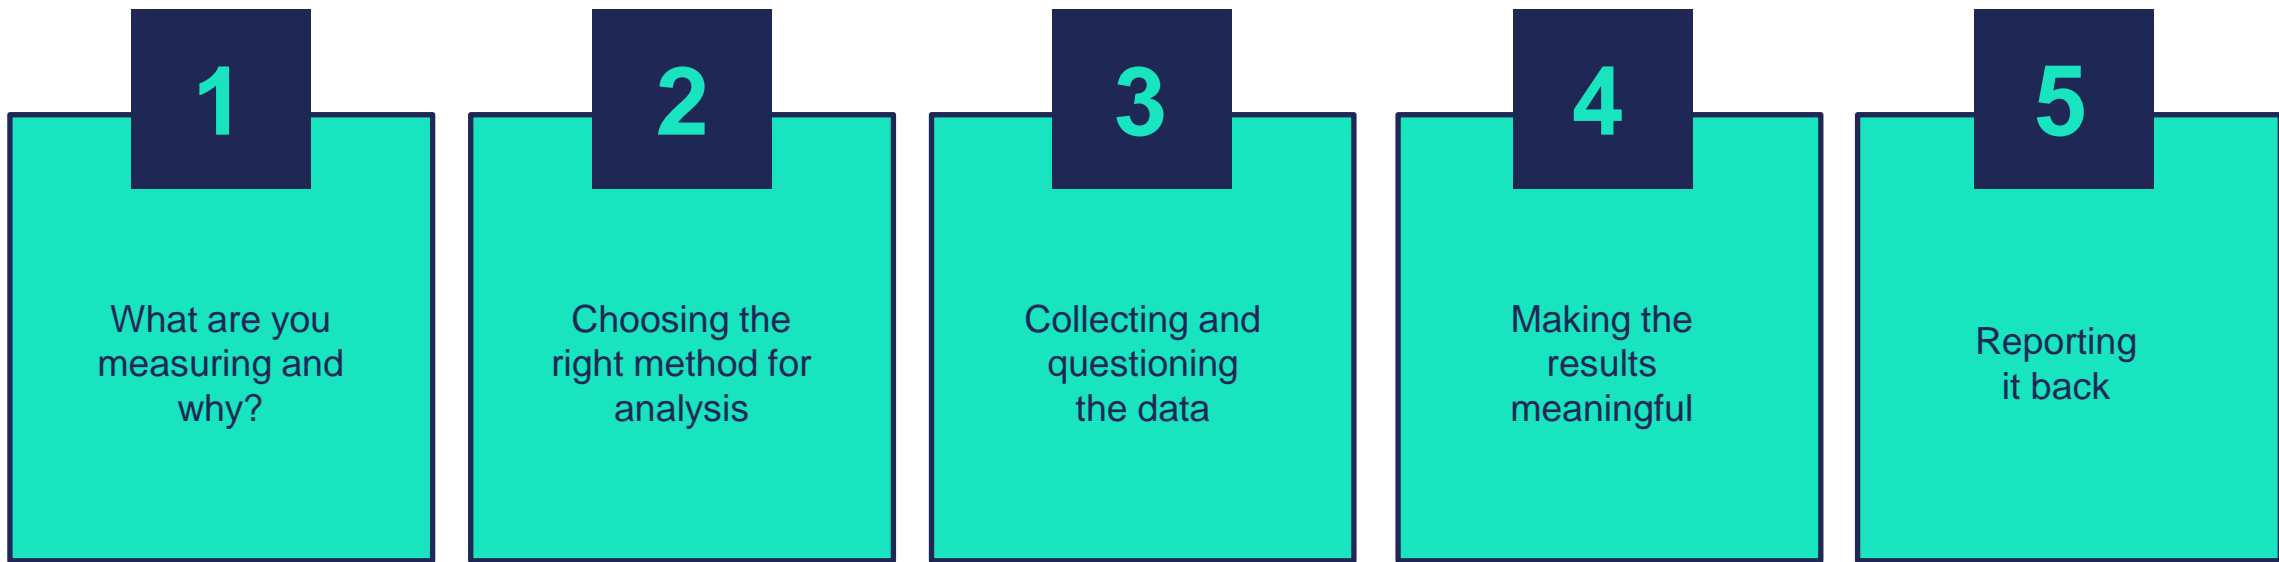 1
What are you
measuring and
why?
2
Choosing the
right method for
analysis
3
Collecting and
questioning
the data
4
Making the
results
meaningful
5
Reporting
it back